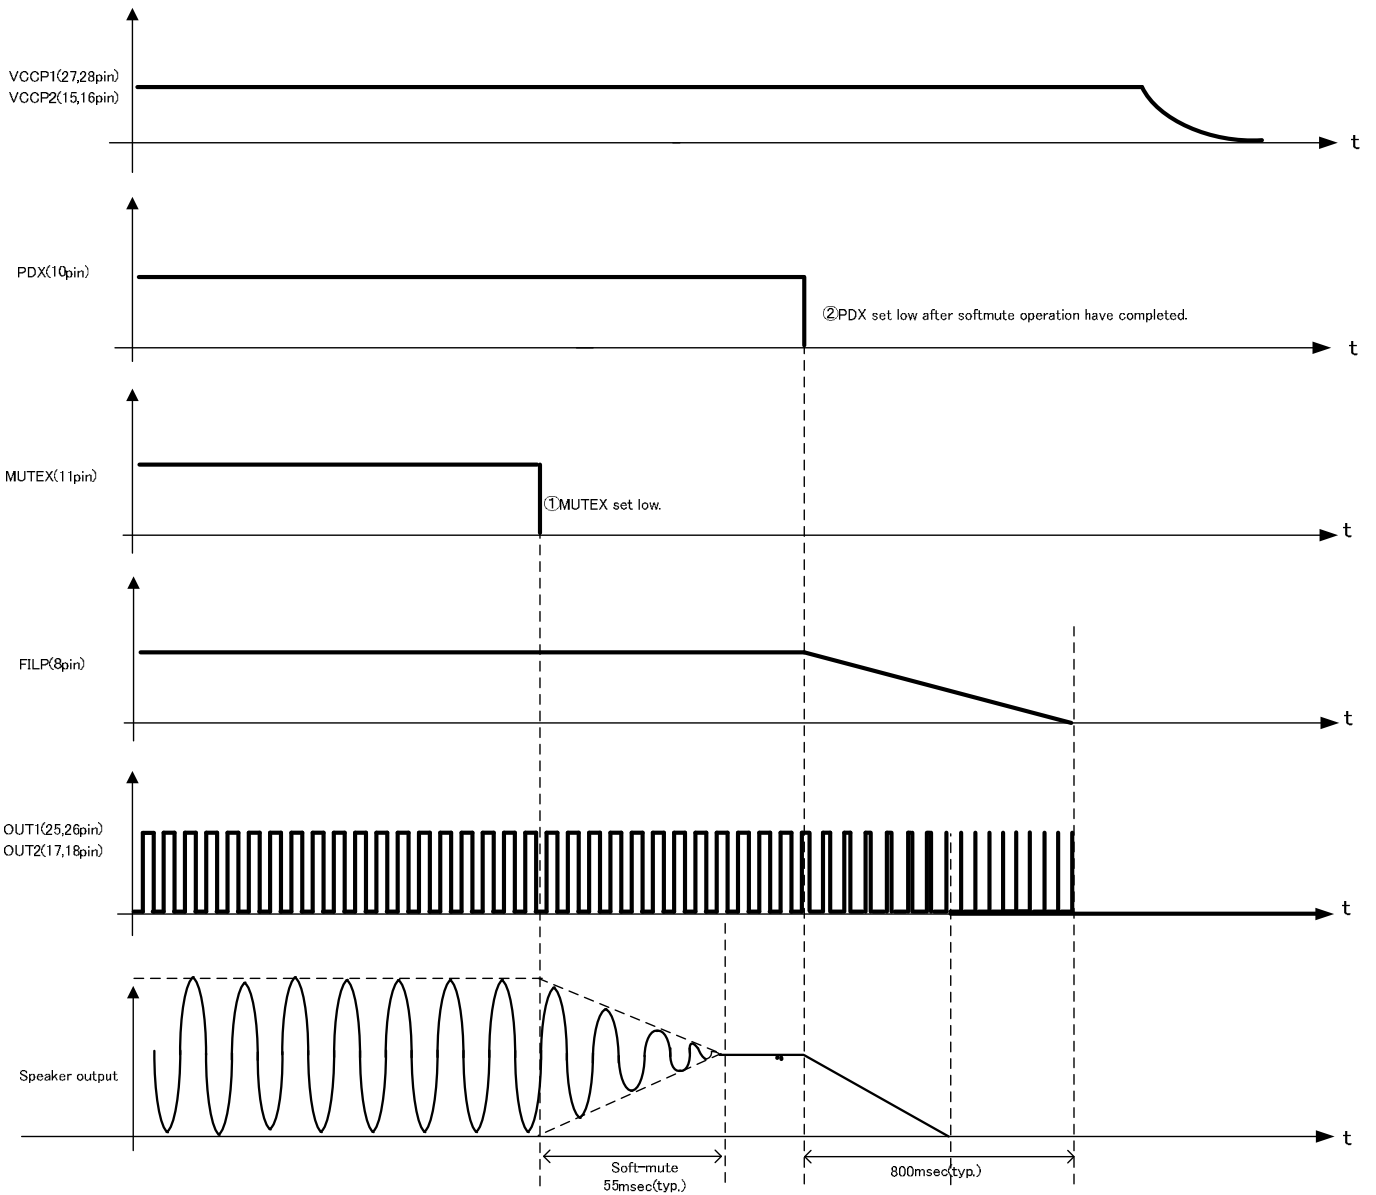 VCCP1(27,28pin)
VCCP2(15,16pin)
t
PDX(10pin)
②PDX set low after softmute operation have completed.
t
MUTEX(11pin)
①MUTEX set low.
t
FILP(8pin)
t
OUT1(25,26pin)
OUT2(17,18pin)
t
Speaker output
t
Soft-mute
55msec(typ.)
800msec(typ.)